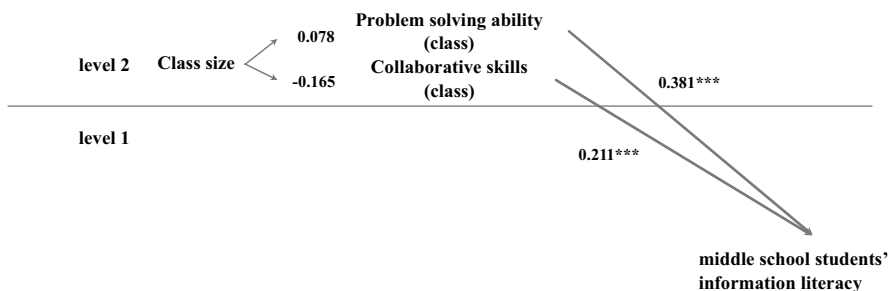 Problem solving ability
(class)
0.078
level 2
Class size
Collaborative skills
(class)
-0.165
0.381***
level 1
0.211***
middle school students’
information literacy